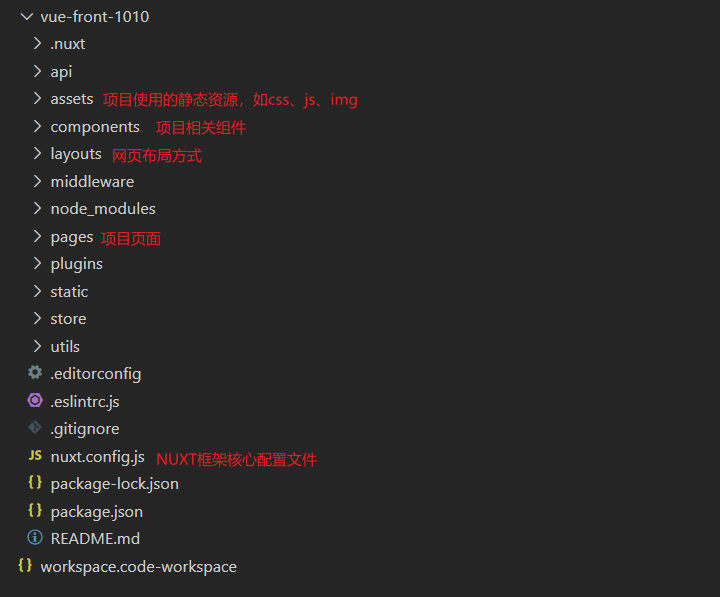 vue-front-1010
.nuxt
api
assets 项目使用的静态资源，如css、js、img
components 项目相关组件
layouts 网页布局方式
middleware
node_modules
pages 项目页面
plugins
static
store
utils
.editorconfig
.eslintrc.js
.gitignore
JS nuxt.config.js NUXT框架核心配置文件
{} package-lock.json
{} package.json
README.md
{} workspace.code-workspace